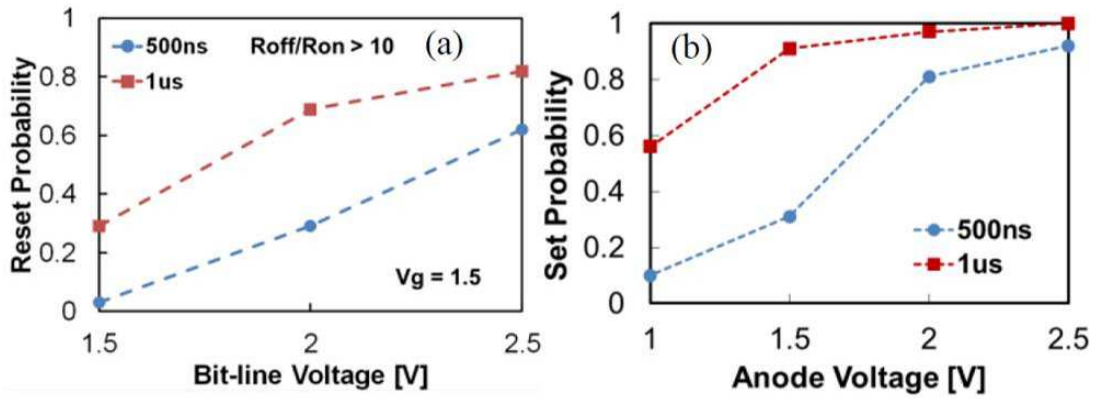 Reset Probability
1
0.8
0.6
0.4
0.2
0
500ns
1us
Roff/Ron > 10
(a)
Vg = 1.5
1.5 2 2.5
Bit-line Voltage [V]
Set Probability
1
0.8
0.6
0.4
0.2
0
(b)
500ns
1us
1 1.5 2 2.5
Anode Voltage [V]